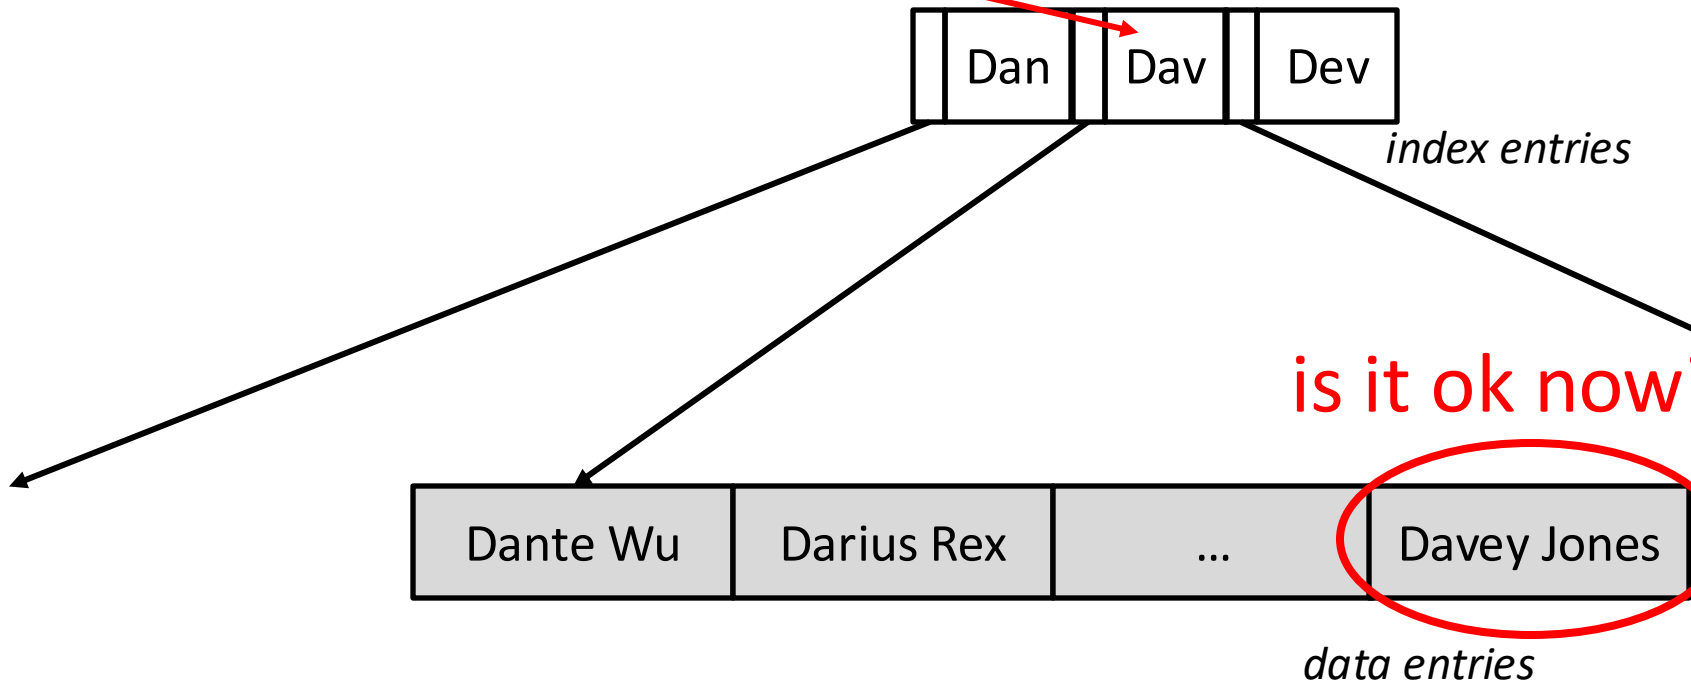 Dan Dav Dev
index entries
is it ok now
Dante Wu Darius Rex ... Davey Jones
data entries